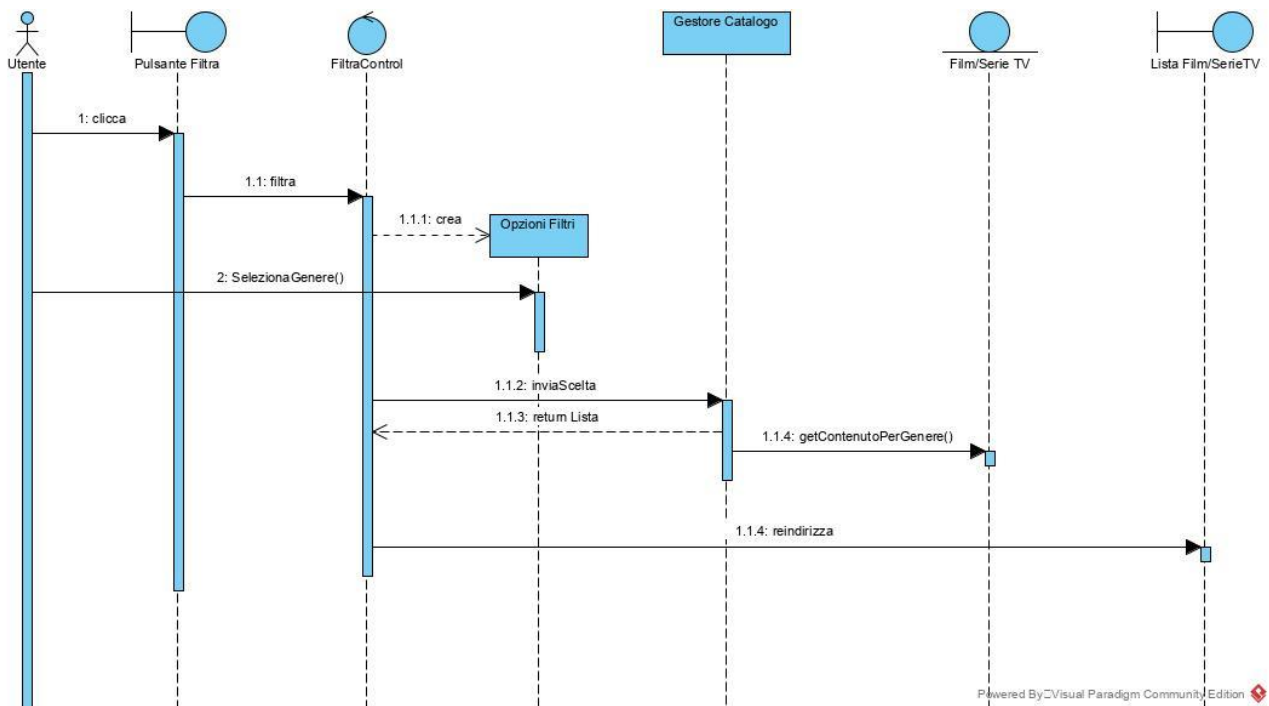 Gestore Catalogo
Utente
Pulsante Filtra
FiltraControl
Film/Serie TV
Lista Film/SerieTV
1: clicca
1.1: filtra
1.1.1: crea
Opzioni Filtri
2: SelezionaGenere()
1.1.2: inviaScelta
1.1.3: return Lista
1.1.4: getContenutoPerGenere()
1.1.4: reindirizza
Powered By Visual Paradigm Community Edition